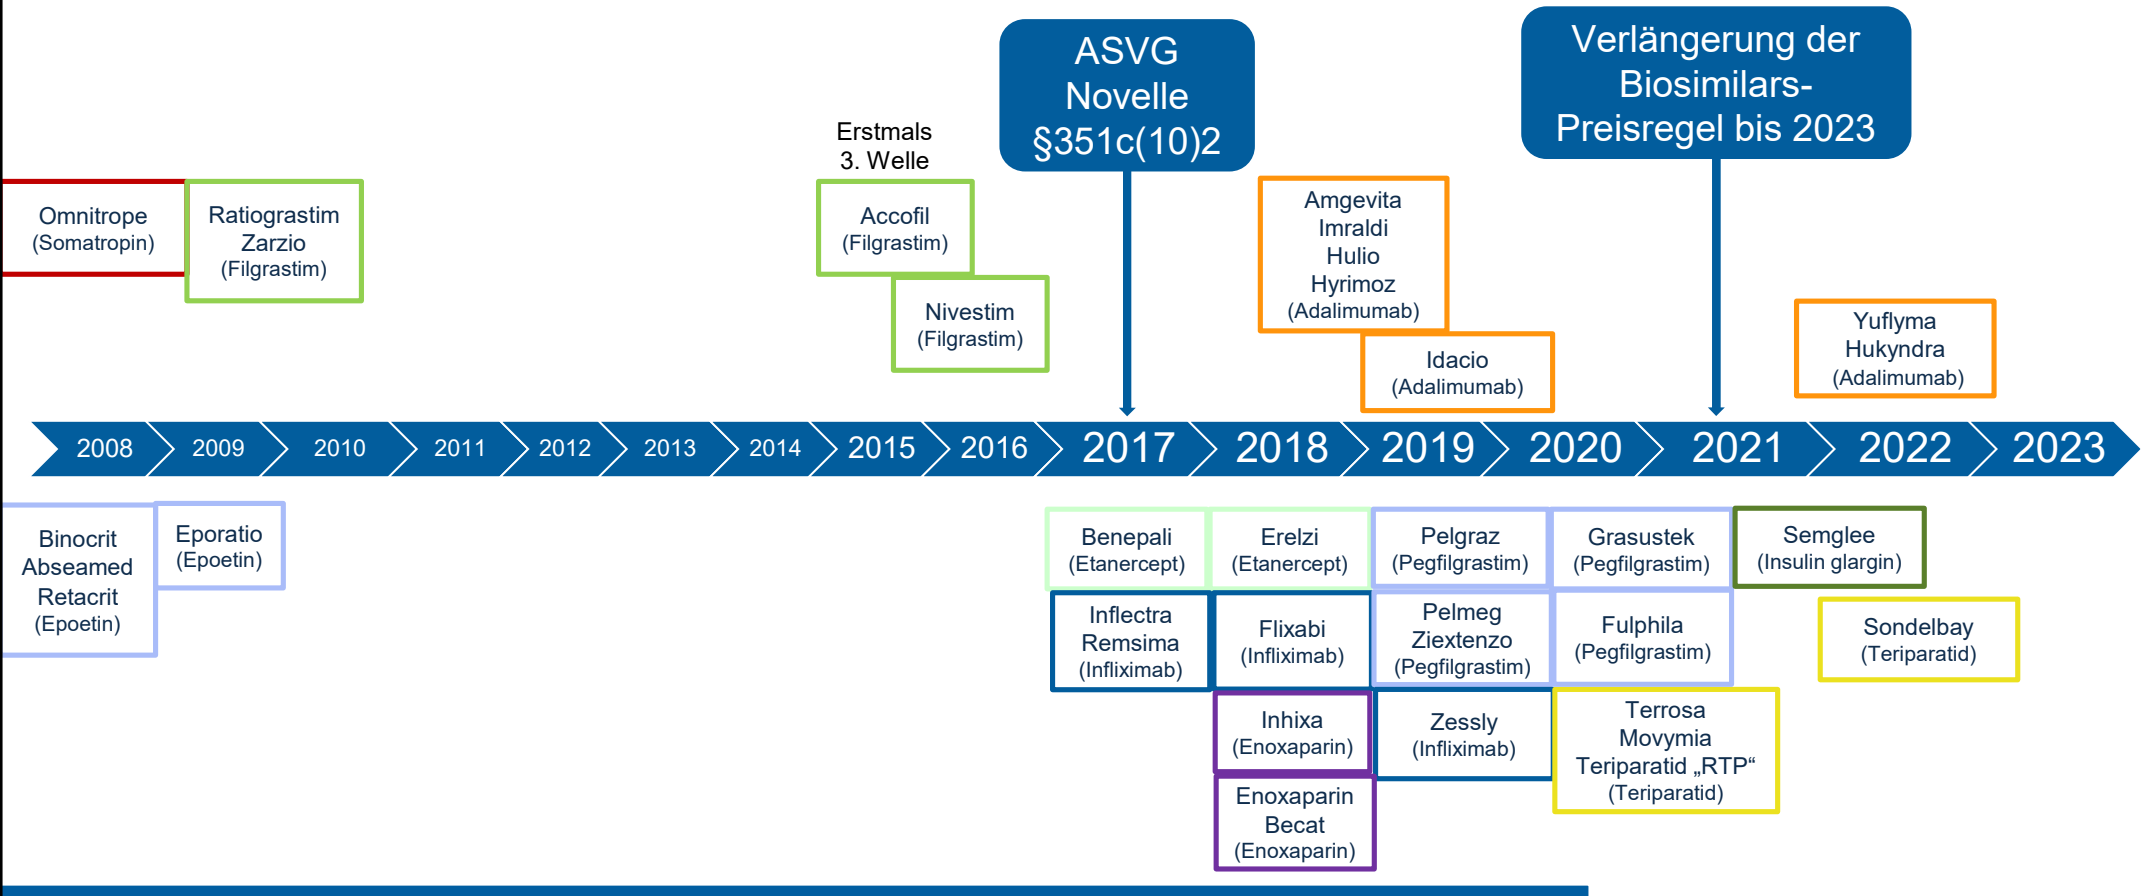 ASVG
Novelle
§351c(10)2
Verlängerung der
Biosimilars-
Preisregel bis 2023
Erstmals
3. Welle
Omnitrope
(Somatropin)
Ratiograstim
Zarzio
(Filgrastim)
Accofil
(Filgrastim)
Nivestim
(Filgrastim)
Amgevita
Imraldi
Hulio
Hyrimoz
(Adalimumab)
Idacio
(Adalimumab)
Yuflyma
Hukyndra
(Adalimumab)
2008 2009 2010 2011 2012 2013 2014 2015 2016 2017 2018 2019 2020 2021 2022 2023
Binocrit
Abseamed
Retacrit
(Epoetin)
Eporatio
(Epoetin)
Benepali
(Etanercept)
Erelzi
(Etanercept)
Pelgraz
(Pegfilgrastim)
Grasustek
(Pegfilgrastim)
Semglee
(Insulin glargin)
Inflectra
Remsima
(Infliximab)
Flixabi
(Infliximab)
Pelmeg
Ziextenzo
(Pegfilgrastim)
Fulphila
(Pegfilgrastim)
Sondelbay
(Teriparatid)
Inhixa
(Enoxaparin)
Zessly
(Infliximab)
Terrosa
Movymia
Teriparatid „RTP“
(Teriparatid)
Enoxaparin
Becat
(Enoxaparin)